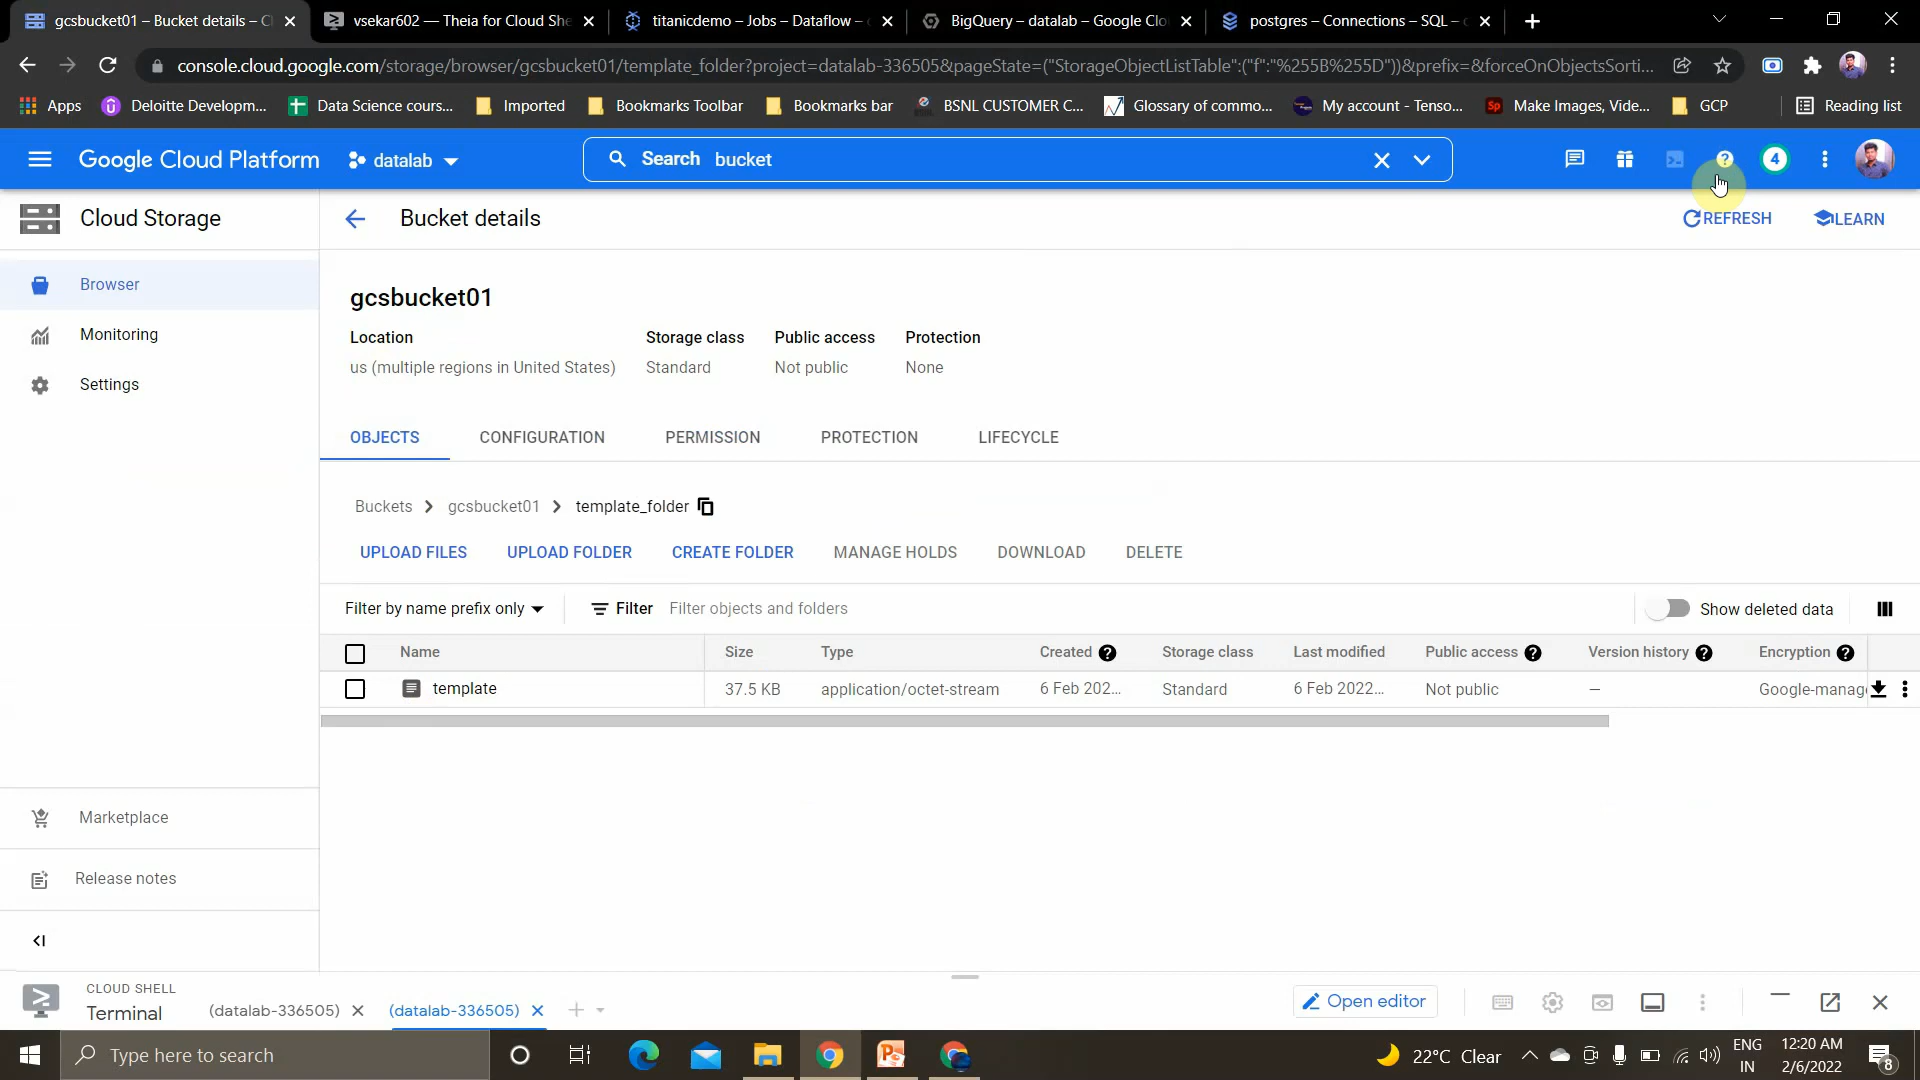 gcsbucket01 – Bucket details – C
vsekar602 — Theia for Cloud She
titanicdemo – Jobs – Dataflow –
BigQuery – datalab – Google Clo
postgres – Connections – SQL –
console.cloud.google.com/storage/browser/gcsbucket01/template_folder?project=datalab-336505&pageState=("StorageObjectListTable":("f":"%255B%255D"))&prefix=&forceOnObjectsSorti...
Apps
Deloitte Developm...
Data Science cours...
Imported
Bookmarks Toolbar
Bookmarks bar
BSNL CUSTOMER C...
Glossary of commo...
My account - Tenso...
Sp Make Images, Vide...
GCP
Reading list
Google Cloud Platform
datalab
Search bucket
4
Cloud Storage
Bucket details
REFRESH
LEARN
Browser
Monitoring
Settings
gcsbucket01
Location Storage class Public access Protection
us (multiple regions in United States) Standard Not public None
OBJECTS CONFIGURATION PERMISSION PROTECTION LIFECYCLE
Buckets > gcsbucket01 > template_folder
UPLOAD FILES UPLOAD FOLDER CREATE FOLDER MANAGE HOLDS DOWNLOAD DELETE
Filter by name prefix only Filter Filter objects and folders Show deleted data
Name Size Type Created Storage class Last modified Public access Version history Encryption
template 37.5 KB application/octet-stream 6 Feb 202... Standard 6 Feb 2022... Not public — Google-manag
Marketplace
Release notes
CLOUD SHELL
Terminal
(datalab-336505)
(datalab-336505)
Open editor
Type here to search
22°C Clear
ENG
IN
12:20 AM
2/6/2022
8